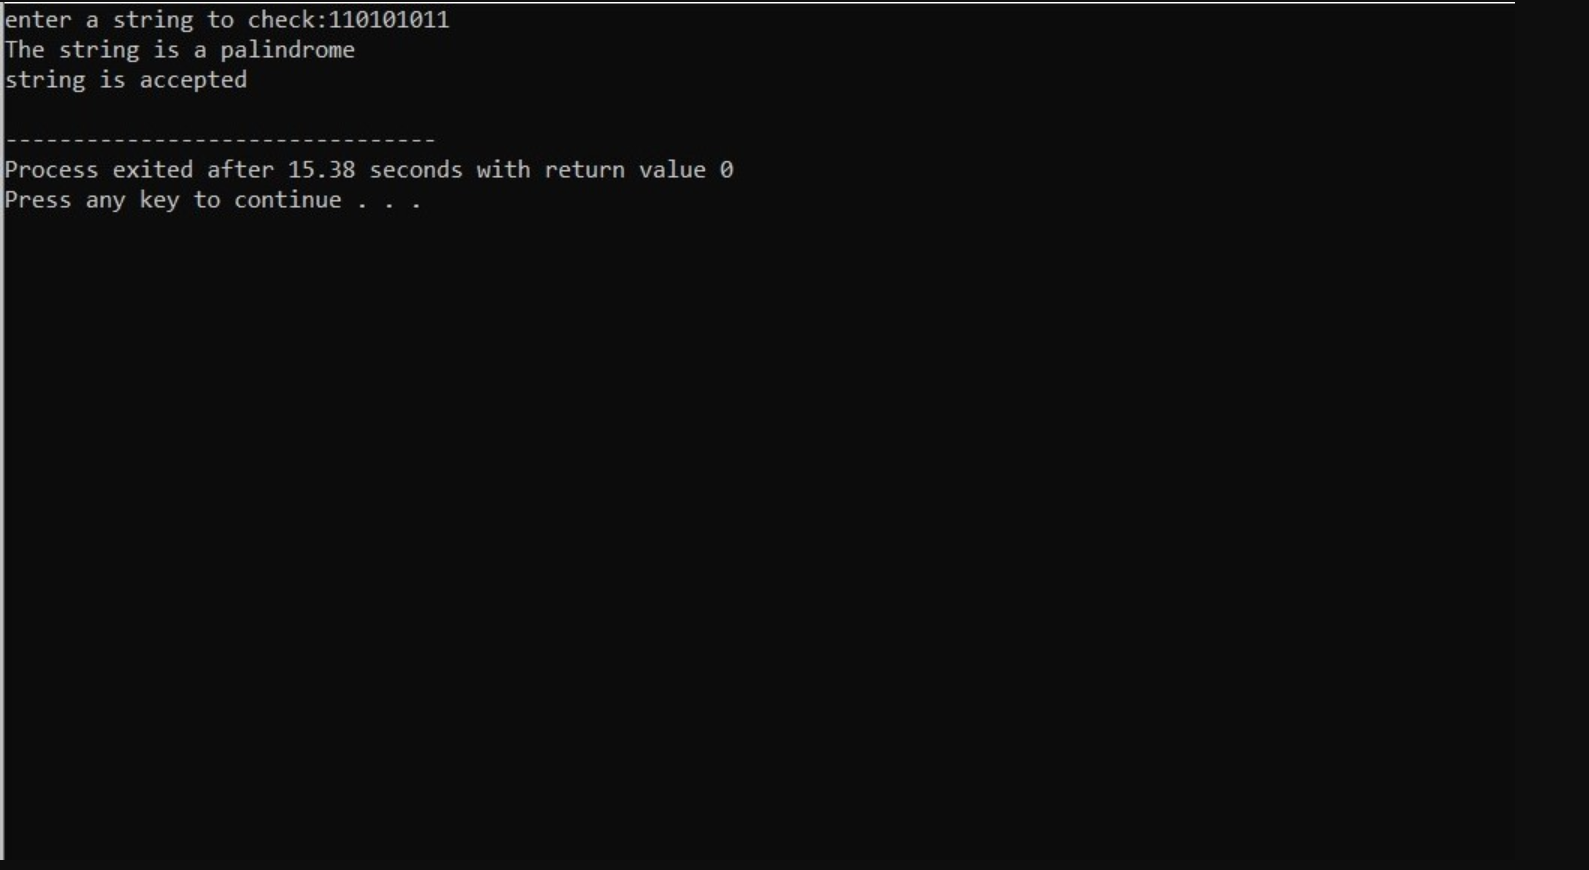 enter a string to check:110101011
The string is a palindrome
string is accepted
--------------------------------
Process exited after 15.38 seconds with return value 0
Press any key to continue . . .